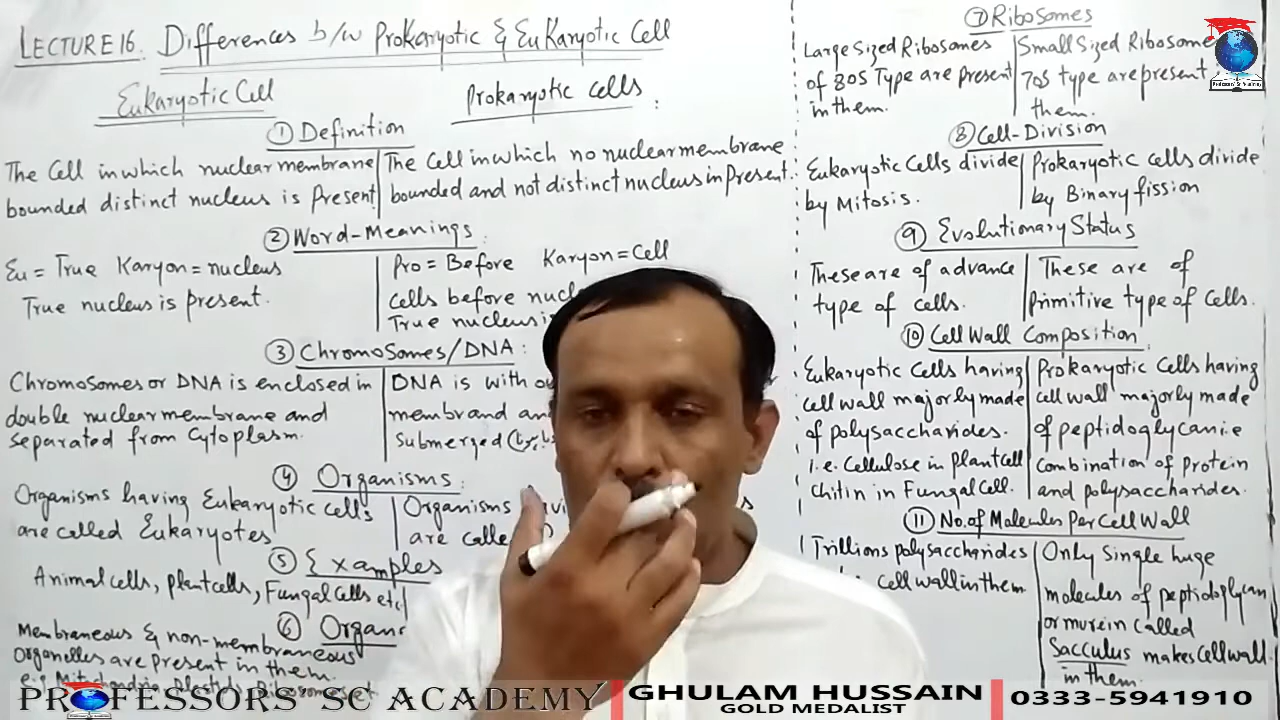 LECTURE 16. Differences b/w Prokaryotic & Eukaryotic Cell
Eukaryotic Cell
Prokaryotic cells :
① Definition
The Cell in which nuclear membrane
bounded distinct nucleus is Present
The Cell in which no nuclear membrane
bounded and not distinct nucleus in Present.
② Word-Meanings :
Eu = True Karyon = nucleus
True nucleus is present.
Pro = Before Karyon = Cell
Cells before
True nucleus
③ Chromosomes/DNA :
Chromosomes or DNA is enclosed in
double nuclear membrane and
separated from Cytoplasm.
DNA is with
membrand
submerged
④ Organisms :
Organisms having Eukaryotic cells
are called Eukaryotes
Organisms
are
⑤ Examples
Animal cells, plant cells, Fungal Cells etc
⑥
Membraneous & non-membraneous
organelles are present in them.
⑦ Ribosomes
Large Sized Ribosomes
of 80S Type are present
in them.
Small Sized Ribosome
70S type are present
them.
⑧ Cell-Division
Eukaryotic Cells divide
by Mitosis.
Prokaryotic cells divide
by Binary fission
⑨ Evolutionary Status
These are of advance
type of cells.
These are of
primitive type of Cells.
⑩ Cell Wall Composition
Eukaryotic Cells having
cell wall majorly made
of polysaccharides.
i.e. Cellulose in plant cell
Chitin in Fungal Cell.
Prokaryotic Cells having
cell wall majorly made
of peptidoglycan i.e
combination of Protein
and polysaccharides.
⑪ No. of Molecules Par Cell Wall
Trillions polysaccharides
cell wall in them
Only Single huge
molecules of peptidoglycan
or murein called
Sacculus makes cell wall
in them.
PROFESSORS SC ACADEMY
GHULAM HUSSAIN
GOLD MEDALIST
0333-5941910